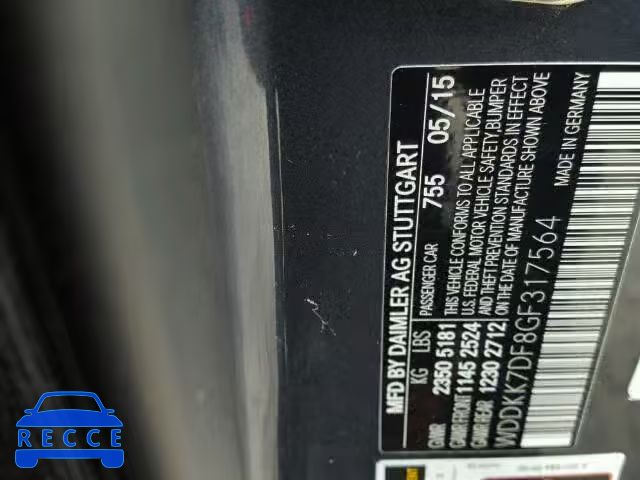 MFD BY DAIMLER AG STUTTGART
KG LBS PASSENGER CAR 755 05/15
GVWR 2350 5181 THIS VEHICLE CONFORMS TO ALL APPLICABLE
GAWR FRONT 1145 2524 U.S. FEDERAL MOTOR VEHICLE SAFETY,BUMPER
GAWR REAR 1230 2712 AND THEFT PREVENTION STANDARDS IN EFFECT
ON THE DATE OF MANUFACTURE SHOWN ABOVE
WDDKK7DF8GF317564 MADE IN GERMANY
RECCE